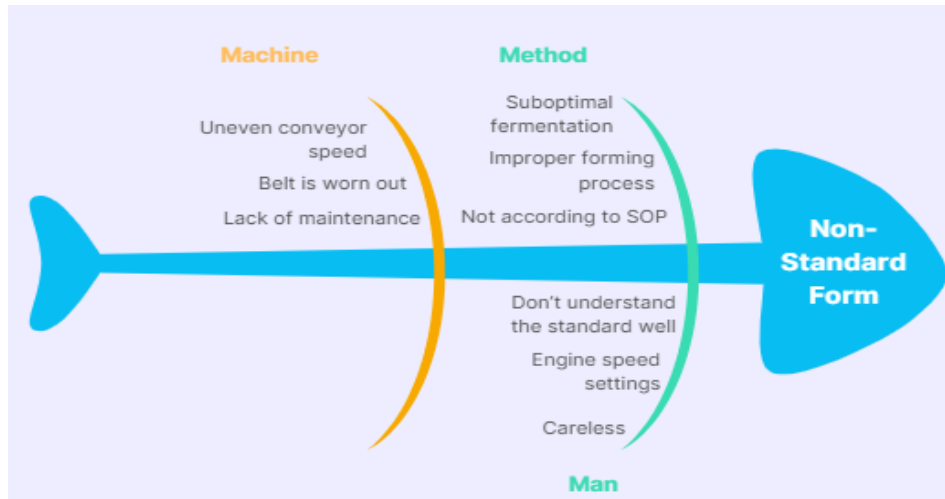 Machine
Uneven conveyor
speed
Belt is worn out
Lack of maintenance
Method
Suboptimal
fermentation
Improper forming
process
Not according to SOP
Don't understand
the standard well
Engine speed
settings
Careless
Man
Non-
Standard
Form